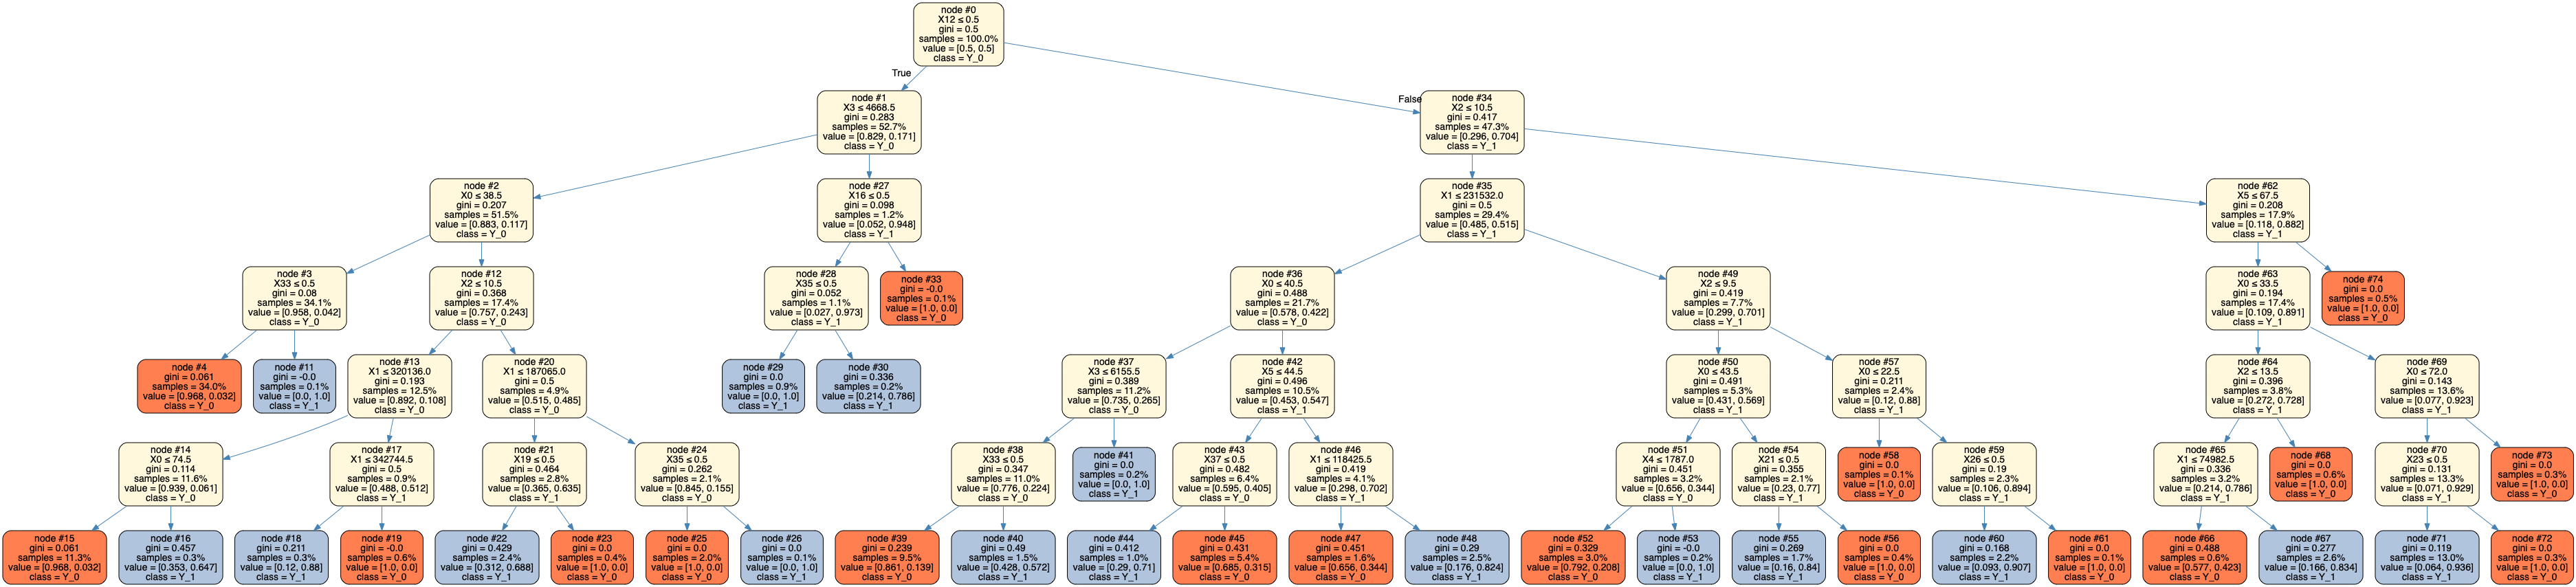 node #0
X12 ≤ 0.5
gini = 0.5
samples = 100.0%
value = [0.5, 0.5]
class = Y_0
True
False
node #1
X3 ≤ 4668.5
gini = 0.283
samples = 52.7%
value = [0.829, 0.171]
class = Y_0
node #34
X2 ≤ 10.5
gini = 0.417
samples = 47.3%
value = [0.296, 0.704]
class = Y_1
node #2
X0 ≤ 38.5
gini = 0.207
samples = 51.5%
value = [0.883, 0.117]
class = Y_0
node #27
X16 ≤ 0.5
gini = 0.098
samples = 1.2%
value = [0.052, 0.948]
class = Y_1
node #35
X1 ≤ 231532.0
gini = 0.5
samples = 29.4%
value = [0.485, 0.515]
class = Y_1
node #62
X5 ≤ 67.5
gini = 0.208
samples = 17.9%
value = [0.118, 0.882]
class = Y_1
node #3
X33 ≤ 0.5
gini = 0.08
samples = 34.1%
value = [0.958, 0.042]
class = Y_0
node #12
X2 ≤ 10.5
gini = 0.368
samples = 17.4%
value = [0.757, 0.243]
class = Y_0
node #28
X35 ≤ 0.5
gini = 0.052
samples = 1.1%
value = [0.027, 0.973]
class = Y_1
node #33
gini = -0.0
samples = 0.1%
value = [1.0, 0.0]
class = Y_0
node #36
X0 ≤ 40.5
gini = 0.488
samples = 21.7%
value = [0.578, 0.422]
class = Y_0
node #49
X2 ≤ 9.5
gini = 0.419
samples = 7.7%
value = [0.299, 0.701]
class = Y_1
node #63
X0 ≤ 33.5
gini = 0.194
samples = 17.4%
value = [0.109, 0.891]
class = Y_1
node #74
gini = 0.0
samples = 0.5%
value = [1.0, 0.0]
class = Y_0
node #4
gini = 0.061
samples = 34.0%
value = [0.968, 0.032]
class = Y_0
node #11
gini = -0.0
samples = 0.1%
value = [0.0, 1.0]
class = Y_1
node #13
X1 ≤ 320136.0
gini = 0.193
samples = 12.5%
value = [0.892, 0.108]
class = Y_0
node #20
X1 ≤ 187065.0
gini = 0.5
samples = 4.9%
value = [0.515, 0.485]
class = Y_0
node #29
gini = 0.0
samples = 0.9%
value = [0.0, 1.0]
class = Y_1
node #30
gini = 0.336
samples = 0.2%
value = [0.214, 0.786]
class = Y_1
node #37
X3 ≤ 6155.5
gini = 0.389
samples = 11.2%
value = [0.735, 0.265]
class = Y_0
node #42
X5 ≤ 44.5
gini = 0.496
samples = 10.5%
value = [0.453, 0.547]
class = Y_1
node #50
X0 ≤ 43.5
gini = 0.491
samples = 5.3%
value = [0.431, 0.569]
class = Y_1
node #57
X0 ≤ 22.5
gini = 0.211
samples = 2.4%
value = [0.12, 0.88]
class = Y_1
node #64
X2 ≤ 13.5
gini = 0.396
samples = 3.8%
value = [0.272, 0.728]
class = Y_1
node #69
X0 ≤ 72.0
gini = 0.143
samples = 13.6%
value = [0.077, 0.923]
class = Y_1
node #14
X0 ≤ 74.5
gini = 0.114
samples = 11.6%
value = [0.939, 0.061]
class = Y_0
node #17
X1 ≤ 342744.5
gini = 0.5
samples = 0.9%
value = [0.488, 0.512]
class = Y_1
node #21
X19 ≤ 0.5
gini = 0.464
samples = 2.8%
value = [0.365, 0.635]
class = Y_1
node #24
X35 ≤ 0.5
gini = 0.262
samples = 2.1%
value = [0.845, 0.155]
class = Y_0
node #38
X33 ≤ 0.5
gini = 0.347
samples = 11.0%
value = [0.776, 0.224]
class = Y_0
node #41
gini = 0.0
samples = 0.2%
value = [0.0, 1.0]
class = Y_1
node #43
X37 ≤ 0.5
gini = 0.482
samples = 6.4%
value = [0.595, 0.405]
class = Y_0
node #46
X1 ≤ 118425.5
gini = 0.419
samples = 4.1%
value = [0.298, 0.702]
class = Y_1
node #51
X4 ≤ 1787.0
gini = 0.451
samples = 3.2%
value = [0.656, 0.344]
class = Y_0
node #54
X21 ≤ 0.5
gini = 0.355
samples = 2.1%
value = [0.23, 0.77]
class = Y_1
node #58
gini = 0.0
samples = 0.1%
value = [1.0, 0.0]
class = Y_0
node #59
X26 ≤ 0.5
gini = 0.19
samples = 2.3%
value = [0.106, 0.894]
class = Y_1
node #65
X1 ≤ 74982.5
gini = 0.336
samples = 3.2%
value = [0.214, 0.786]
class = Y_1
node #68
gini = 0.0
samples = 0.6%
value = [1.0, 0.0]
class = Y_0
node #70
X23 ≤ 0.5
gini = 0.131
samples = 13.3%
value = [0.071, 0.929]
class = Y_1
node #73
gini = 0.0
samples = 0.3%
value = [1.0, 0.0]
class = Y_0
node #15
gini = 0.061
samples = 11.3%
value = [0.968, 0.032]
class = Y_0
node #16
gini = 0.457
samples = 0.3%
value = [0.353, 0.647]
class = Y_1
node #18
gini = 0.211
samples = 0.3%
value = [0.12, 0.88]
class = Y_1
node #19
gini = -0.0
samples = 0.6%
value = [1.0, 0.0]
class = Y_0
node #22
gini = 0.429
samples = 2.4%
value = [0.312, 0.688]
class = Y_1
node #23
gini = 0.0
samples = 0.4%
value = [1.0, 0.0]
class = Y_0
node #25
gini = 0.0
samples = 2.0%
value = [1.0, 0.0]
class = Y_0
node #26
gini = 0.0
samples = 0.1%
value = [0.0, 1.0]
class = Y_1
node #39
gini = 0.239
samples = 9.5%
value = [0.861, 0.139]
class = Y_0
node #40
gini = 0.49
samples = 1.5%
value = [0.428, 0.572]
class = Y_1
node #44
gini = 0.412
samples = 1.0%
value = [0.29, 0.71]
class = Y_1
node #45
gini = 0.431
samples = 5.4%
value = [0.685, 0.315]
class = Y_0
node #47
gini = 0.451
samples = 1.6%
value = [0.656, 0.344]
class = Y_0
node #48
gini = 0.29
samples = 2.5%
value = [0.176, 0.824]
class = Y_1
node #52
gini = 0.329
samples = 3.0%
value = [0.792, 0.208]
class = Y_0
node #53
gini = -0.0
samples = 0.2%
value = [0.0, 1.0]
class = Y_1
node #55
gini = 0.269
samples = 1.7%
value = [0.16, 0.84]
class = Y_1
node #56
gini = 0.0
samples = 0.4%
value = [1.0, 0.0]
class = Y_0
node #60
gini = 0.168
samples = 2.2%
value = [0.093, 0.907]
class = Y_1
node #61
gini = 0.0
samples = 0.1%
value = [1.0, 0.0]
class = Y_0
node #66
gini = 0.488
samples = 0.6%
value = [0.577, 0.423]
class = Y_0
node #67
gini = 0.277
samples = 2.6%
value = [0.166, 0.834]
class = Y_1
node #71
gini = 0.119
samples = 13.0%
value = [0.064, 0.936]
class = Y_1
node #72
gini = 0.0
samples = 0.3%
value = [1.0, 0.0]
class = Y_0